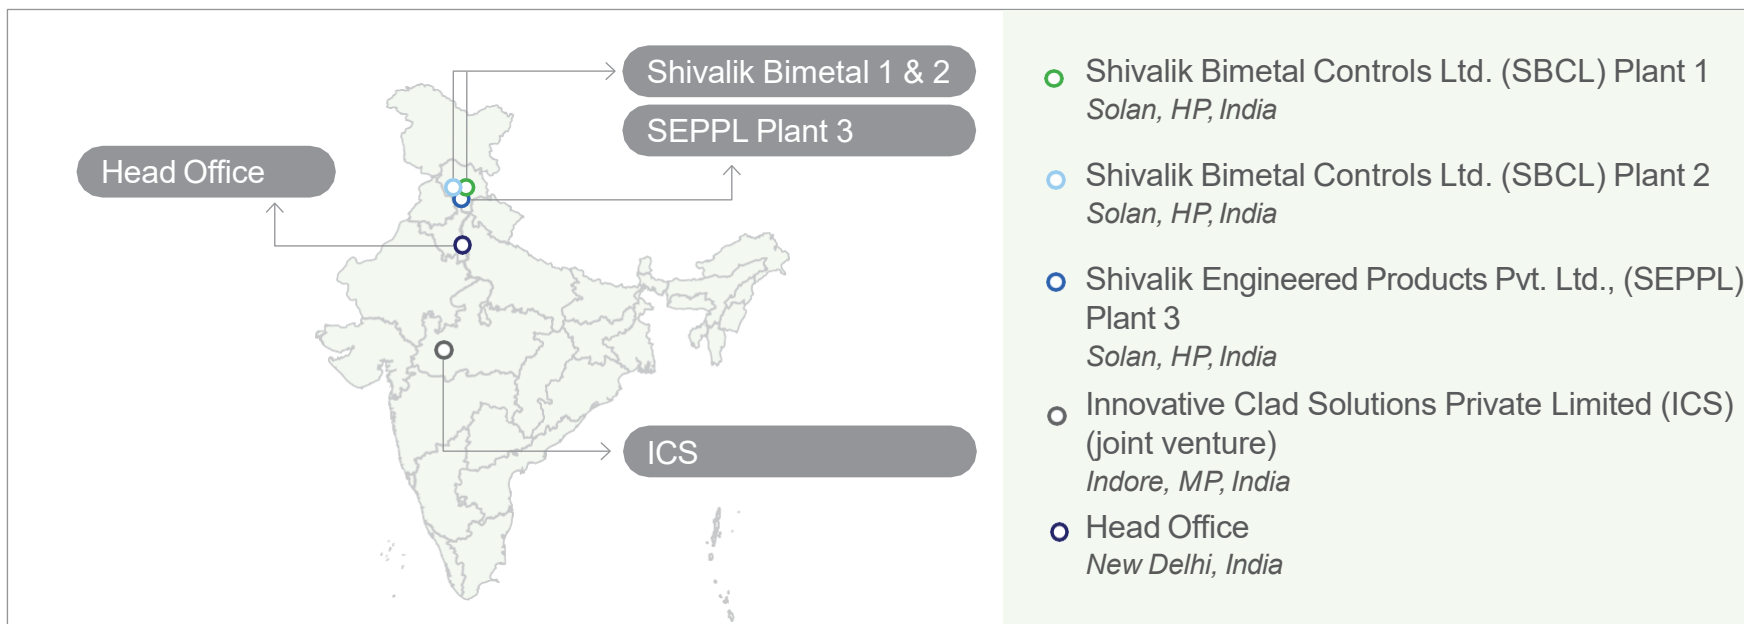 Shivalik Bimetal 1 & 2
SEPPL Plant 3
Head Office
ICS
Shivalik Bimetal Controls Ltd. (SBCL) Plant 1
Solan, HP, India
Shivalik Bimetal Controls Ltd. (SBCL) Plant 2
Solan, HP, India
Shivalik Engineered Products Pvt. Ltd., (SEPPL)
Plant 3
Solan, HP, India
Innovative Clad Solutions Private Limited (ICS)
(joint venture)
Indore, MP, India
Head Office
New Delhi, India